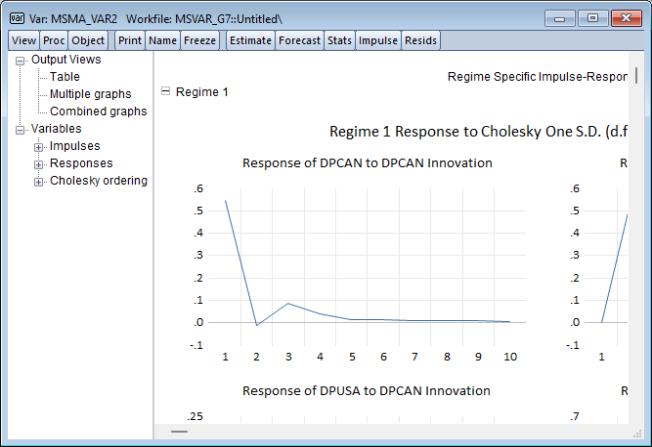 var Var: MSMA_VAR2 Workfile: MSVAR_G7::Untitled\
View Proc Object Print Name Freeze Estimate Forecast Stats Impulse Resids
Output Views
Table
Multiple graphs
Combined graphs
Variables
Impulses
Responses
Cholesky ordering
Regime Specific Impulse-Respor
Regime 1
Regime 1 Response to Cholesky One S.D. (d.f
Response of DPCAN to DPCAN Innovation
.6
.5
.4
.3
.2
.1
.0
-.1
1 2 3 4 5 6 7 8 9 10
R
.6
.5
.4
.3
.2
.1
.0
-.1
1
Response of DPUSA to DPCAN Innovation
.25
R
.7